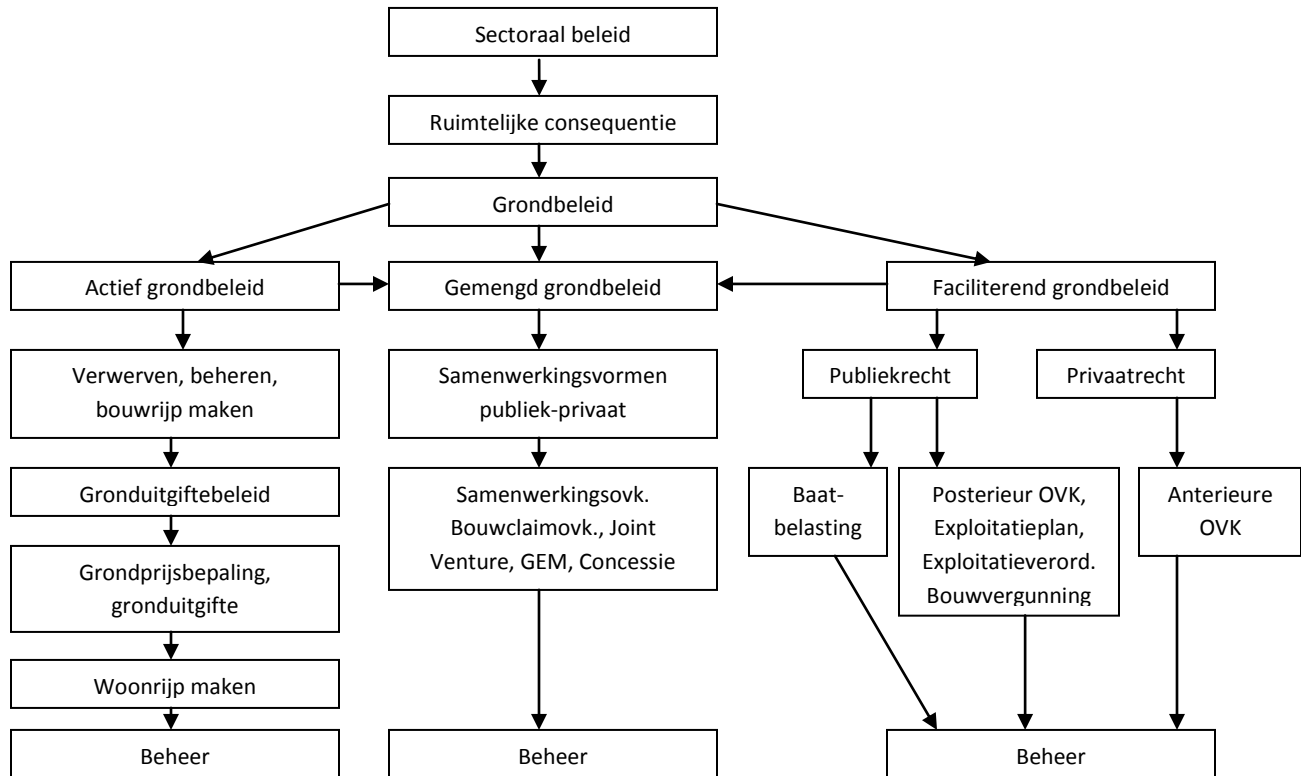 Sectoraal beleid
Ruimtelijke consequentie
Grondbeleid
Actief grondbeleid
Gemengd grondbeleid
Faciliterend grondbeleid
Verwerven, beheren,
bouwrijp maken
Samenwerkingsvormen
publiek-privaat
Publiekrecht
Privaatrecht
Gronduitgiftebeleid
Samenwerkingsovk.
Bouwclaimovk., Joint
Venture, GEM, Concessie
Baat-
belasting
Posterieur OVK,
Exploitatieplan,
Exploitatieverord.
Bouwvergunning
Anterieure
OVK
Grondprijsbepaling,
gronduitgifte
Woonrijp maken
Beheer
Beheer
Beheer